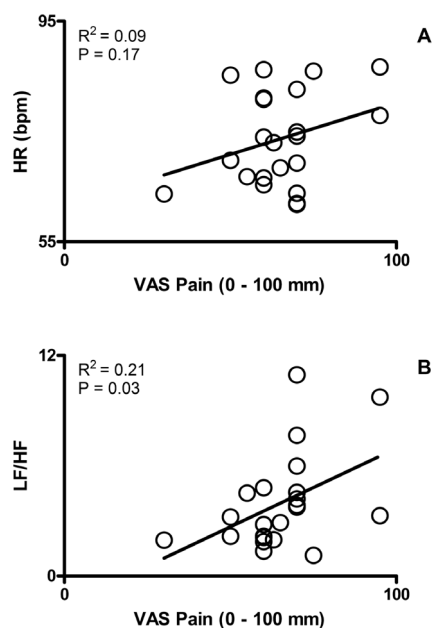 95
R² = 0.09
P = 0.17
A
HR (bpm)
55
0
100
VAS Pain (0 - 100 mm)
12
R² = 0.21
P = 0.03
B
LF/HF
0
0
100
VAS Pain (0 - 100 mm)